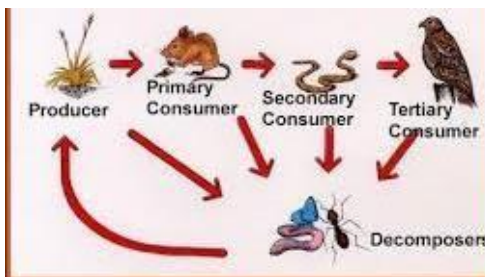 Producer
Primary
Consumer
Secondary
Consumer
Tertiary
Consumer
Decomposers